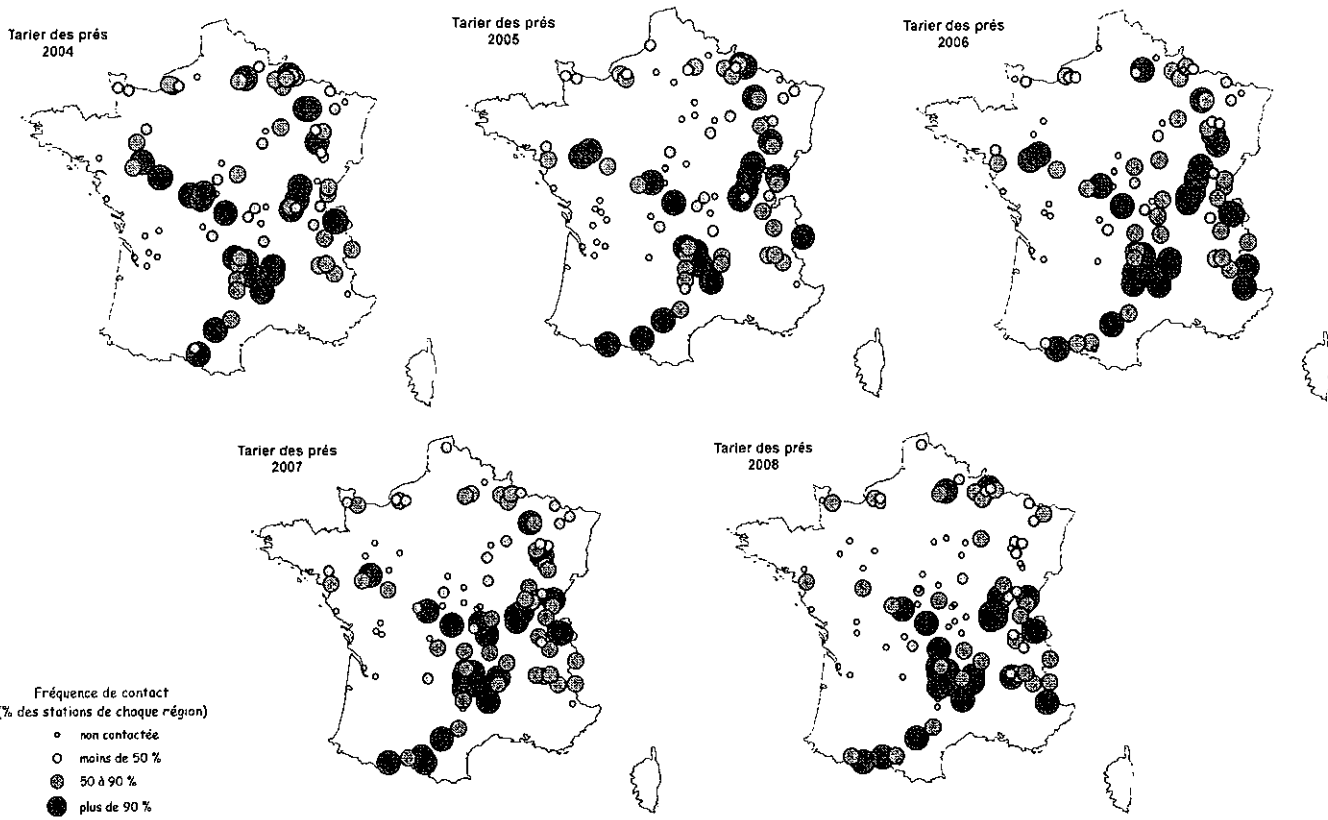 Tarier des prés
2004
Tarier des prés
2005
Tarier des prés
2006
Tarier des prés
2007
Tarier des prés
2008
Fréquence de contact
(% des stations de chaque région)
non contactée
moins de 50 %
50 à 90 %
plus de 90 %